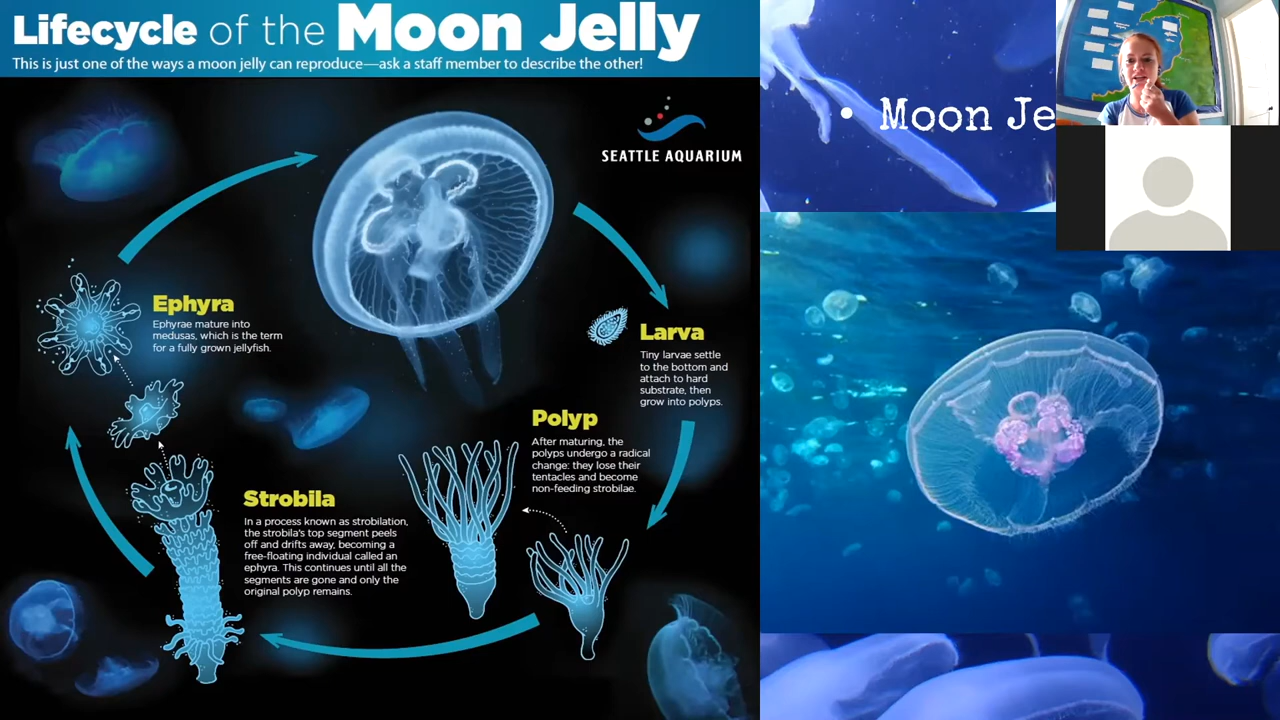 Lifecycle of the Moon Jelly
This is just one of the ways a moon jelly can reproduce—ask a staff member to describe the other!
• Moon Je
SEATTLE AQUARIUM
Ephyra
Ephyrae mature into
medusas, which is the term
for a fully grown jellyfish.
Larva
Tiny larvae settle
to the bottom and
attach to hard
substrate, then
grow into polyps.
Polyp
After maturing, the
polyps undergo a radical
change: they lose their
tentacles and become
non-feeding strobilae.
Strobila
In a process known as strobilation,
the strobila's top segment peels
off and drifts away, becoming a
free-floating individual called an
ephyra. This continues until all the
segments are gone and only the
original polyp remains.